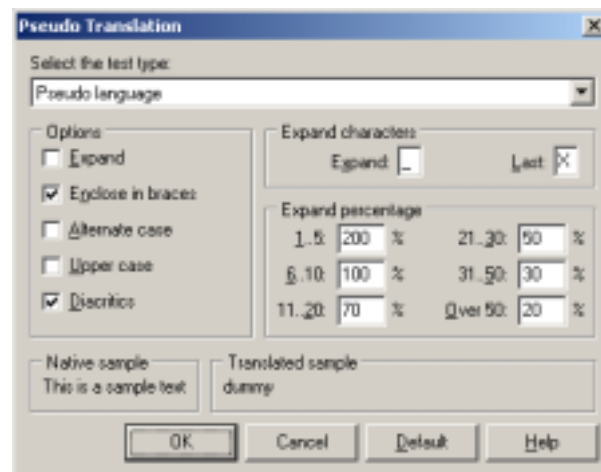 Pseudo Translation
Select the test type:
Pseudo language
Options
Expand
Enclose in braces
Alternate case
Upper case
Diacritics
Expand characters
Expand: _ Last: X
Expand percentage
1..5: 200 % 21..30: 50 %
6..10: 100 % 31..50: 30 %
11..20: 70 % Over 50: 20 %
Native sample
This is a sample text
Translated sample
dummy
OK Cancel Default Help